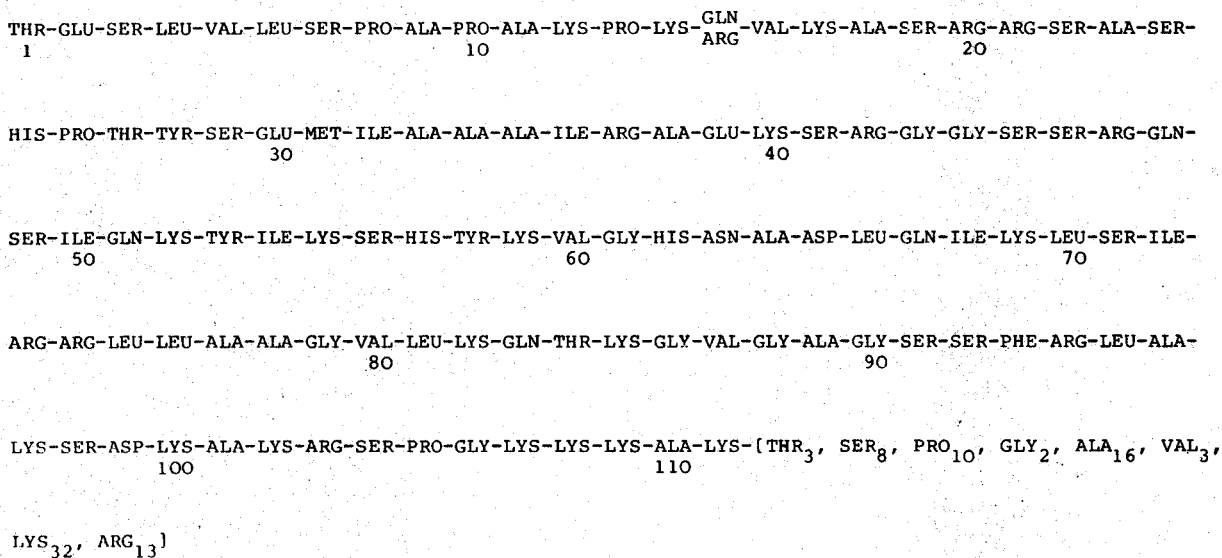 THR-GLU-SER-LEU-VAL-LEU-SER-PRO-ALA-PRO-ALA-LYS-PRO-LYS-GLN/ARG-VAL-LYS-ALA-SER-ARG-ARG-SER-ALA-SER-
1 10 20
HIS-PRO-THR-TYR-SER-GLU-MET-ILE-ALA-ALA-ALA-ILE-ARG-ALA-GLU-LYS-SER-ARG-GLY-GLY-SER-SER-ARG-GLN-
30 40
SER-ILE-GLN-LYS-TYR-ILE-LYS-SER-HIS-TYR-LYS-VAL-GLY-HIS-ASN-ALA-ASP-LEU-GLN-ILE-LYS-LEU-SER-ILE-
50 60 70
ARG-ARG-LEU-LEU-ALA-ALA-GLY-VAL-LEU-LYS-GLN-THR-LYS-GLY-VAL-GLY-ALA-GLY-SER-SER-PHE-ARG-LEU-ALA-
80 90
LYS-SER-ASP-LYS-ALA-LYS-ARG-SER-PRO-GLY-LYS-LYS-LYS-ALA-LYS-[THR3, SER8, PRO10, GLY2, ALA16, VAL3,
100 110
LYS32, ARG13]